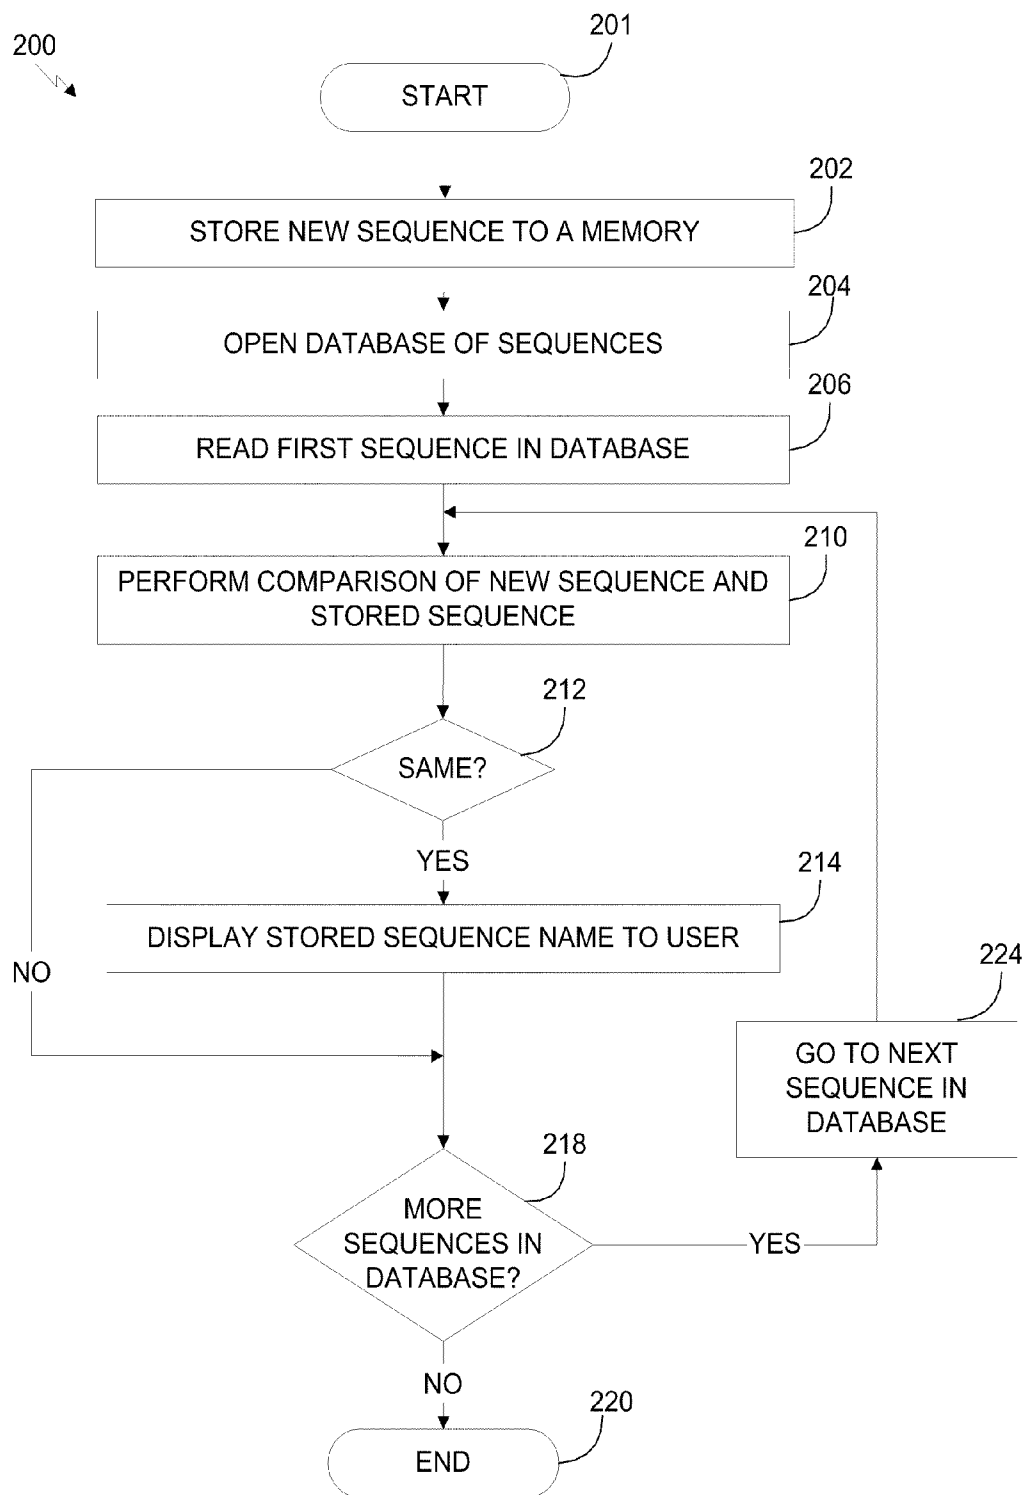 200
201
START
202
STORE NEW SEQUENCE TO A MEMORY
204
OPEN DATABASE OF SEQUENCES
206
READ FIRST SEQUENCE IN DATABASE
210
PERFORM COMPARISON OF NEW SEQUENCE AND
STORED SEQUENCE
212
SAME?
YES
214
DISPLAY STORED SEQUENCE NAME TO USER
NO
224
GO TO NEXT
SEQUENCE IN
DATABASE
218
MORE
SEQUENCES IN
DATABASE?
YES
NO
220
END